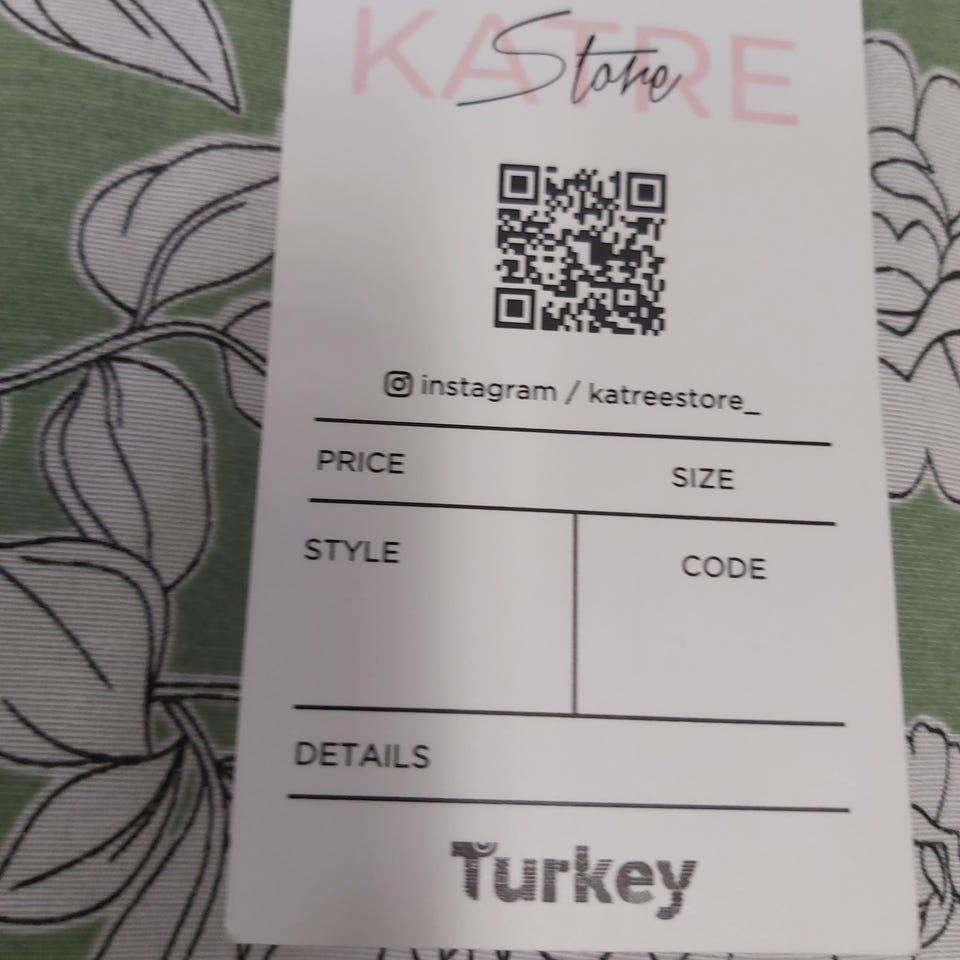 KATRE
Store
instagram / katreestore_
PRICE SIZE
STYLE CODE
DETAILS
Turkey